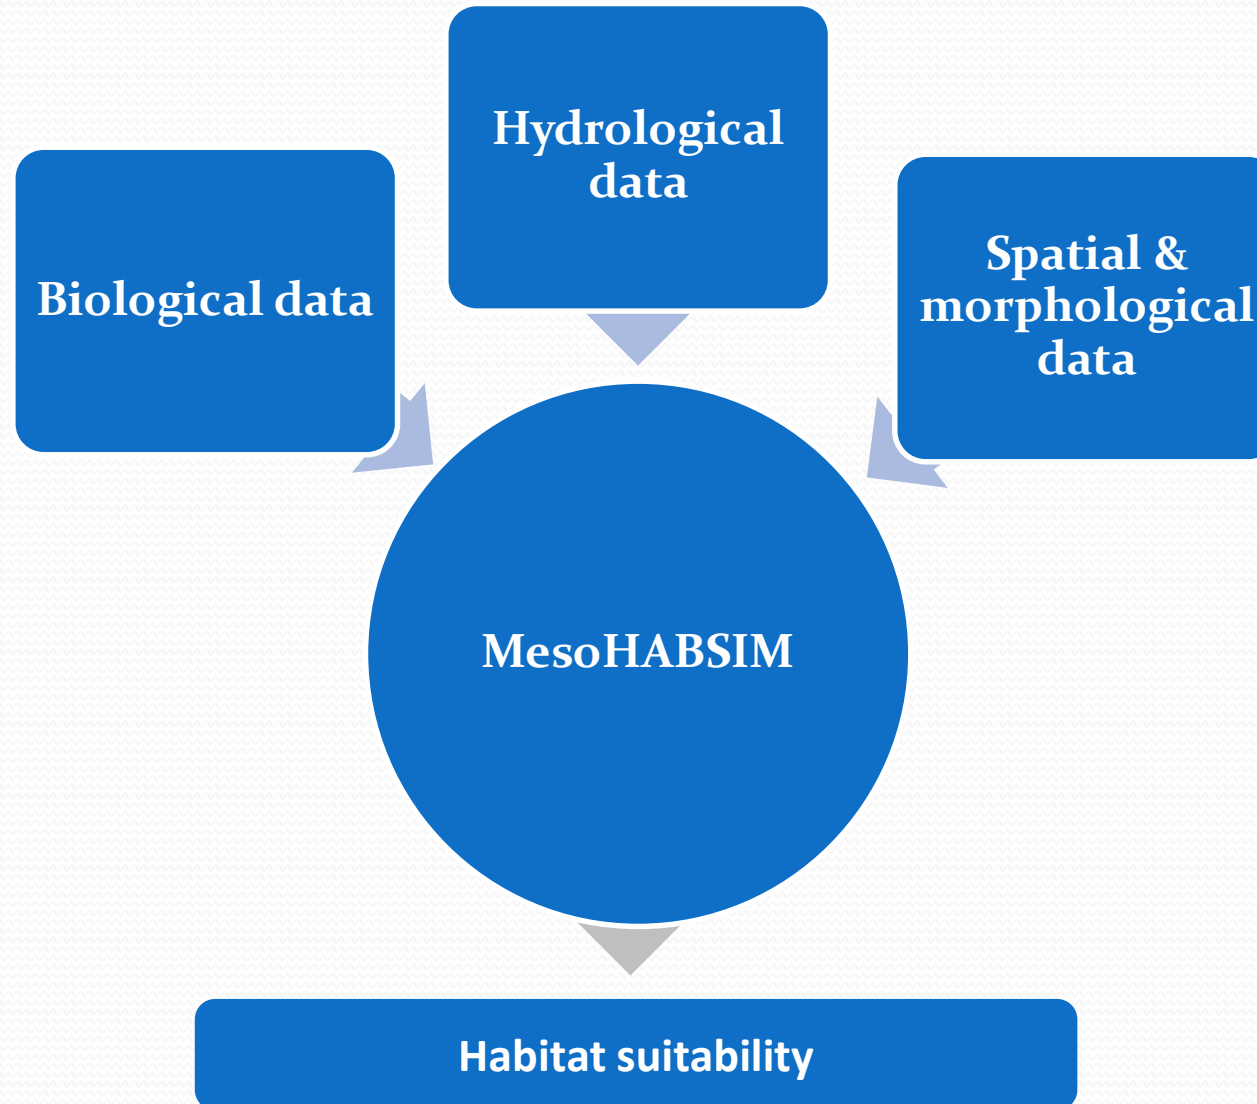 Hydrological
data
Biological data
Spatial &
morphological
data
MesoHABSIM
Habitat suitability